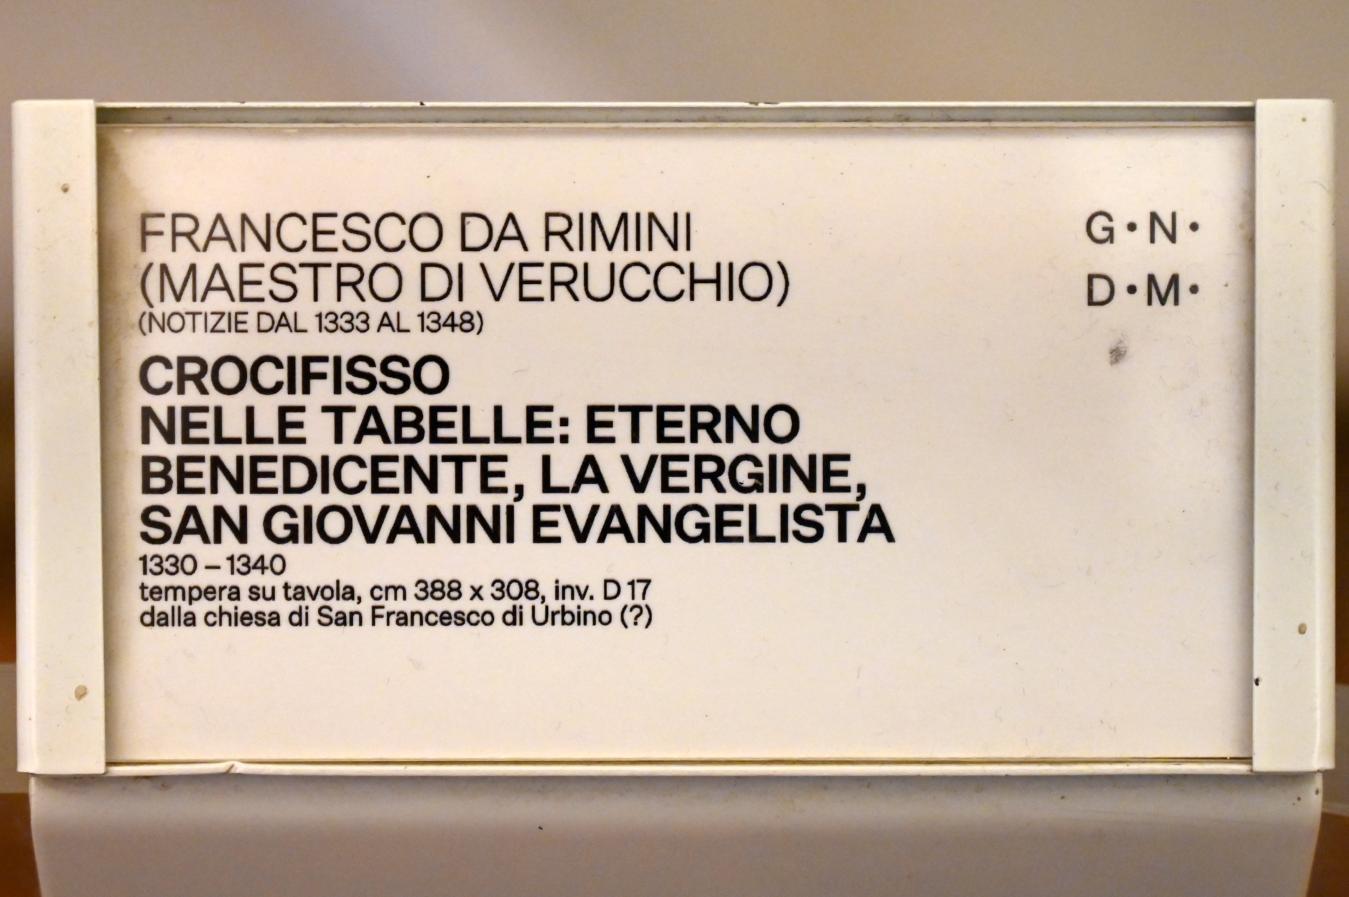 FRANCESCO DA RIMINI
(MAESTRO DI VERUCCHIO)
(NOTIZIE DAL 1333 AL 1348)
CROCIFISSO
NELLE TABELLE: ETERNO
BENEDICENTE, LA VERGINE,
SAN GIOVANNI EVANGELISTA
1330 – 1340
tempera su tavola, cm 388 x 308, inv. D 17
dalla chiesa di San Francesco di Urbino (?)
G•N•
D•M•